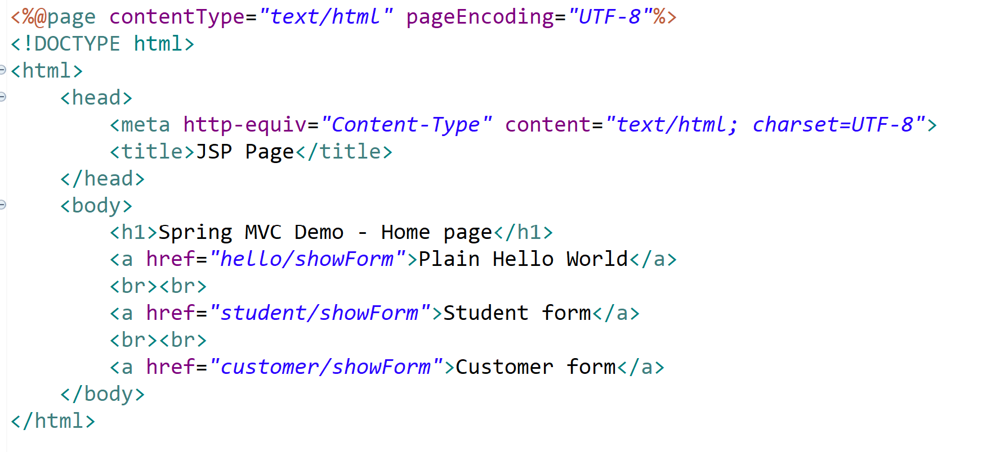 <%@page contentType="text/html" pageEncoding="UTF-8"%>
<!DOCTYPE html>
<html>
    <head>
        <meta http-equiv="Content-Type" content="text/html; charset=UTF-8">
        <title>JSP Page</title>
    </head>
    <body>
        <h1>Spring MVC Demo - Home page</h1>
        <a href="hello/showForm">Plain Hello World</a>
        <br><br>
        <a href="student/showForm">Student form</a>
        <br><br>
        <a href="customer/showForm">Customer form</a>
    </body>
</html>